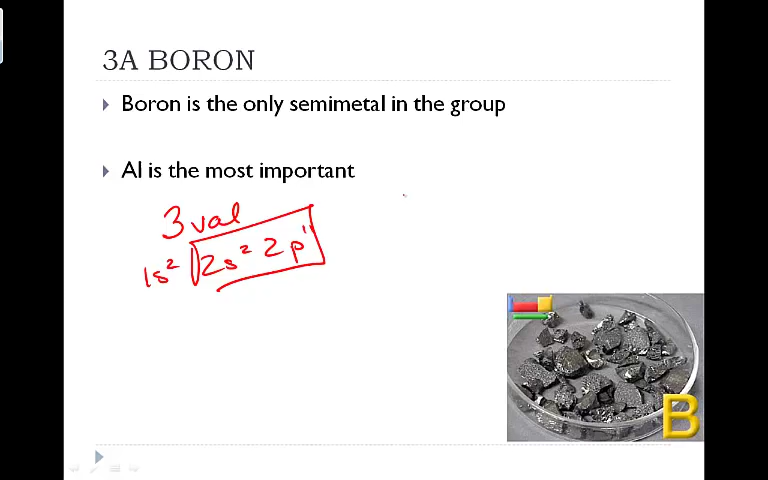 3A BORON
Boron is the only semimetal in the group
Al is the most important
3 val
1s² 2s² 2p¹
B